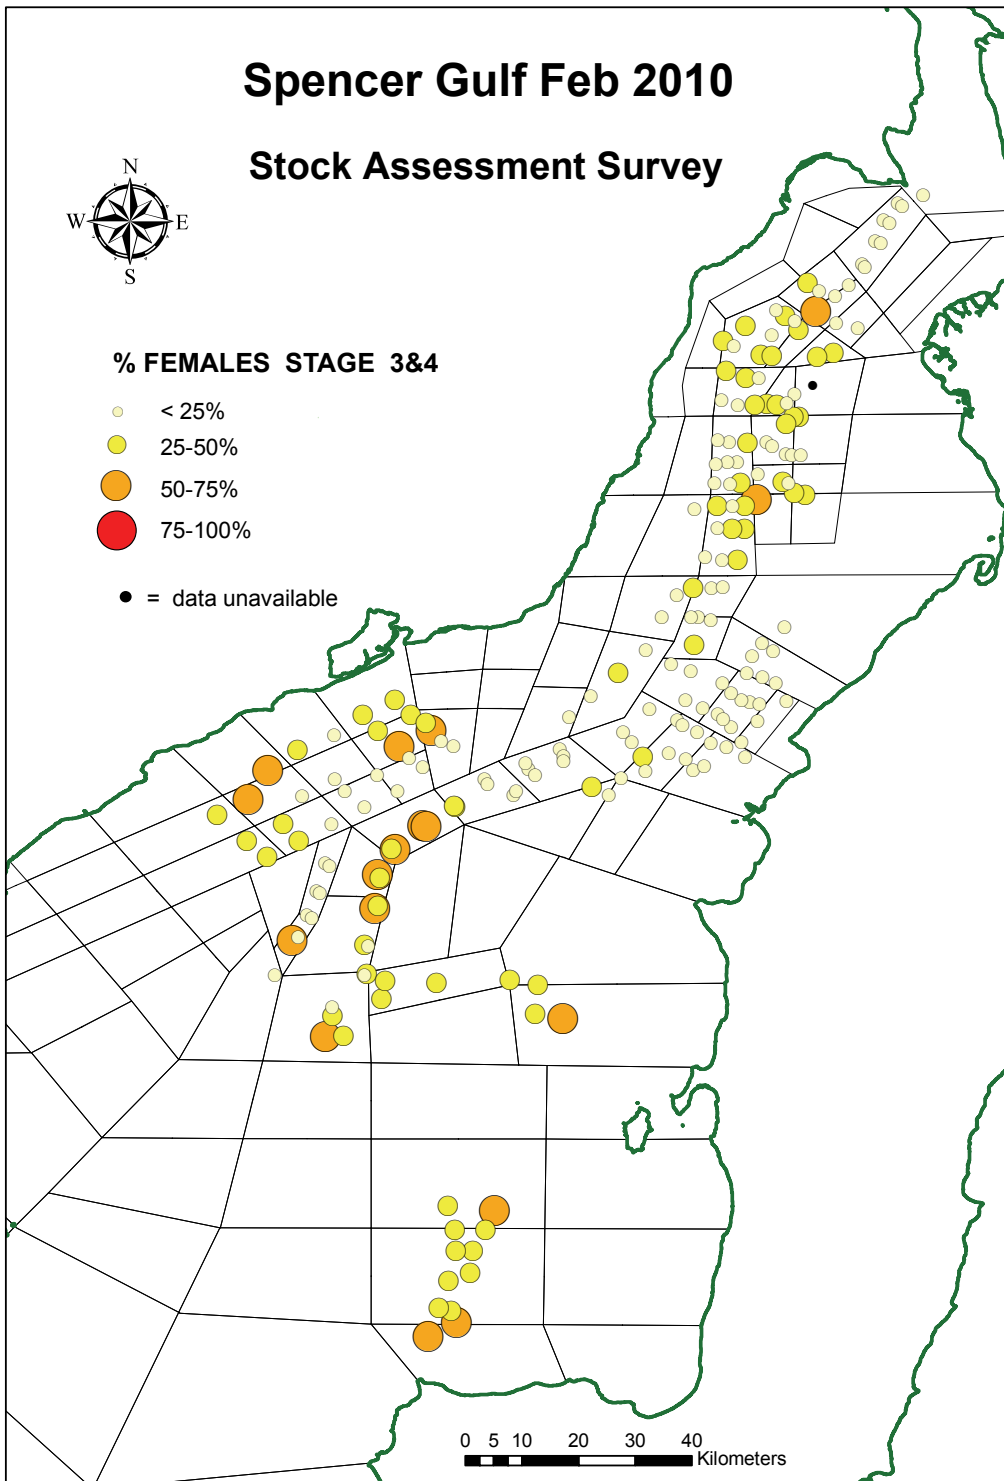 Spencer Gulf Feb 2010
Stock Assessment Survey
N
W E
S
% FEMALES STAGE 3&4
< 25%
25-50%
50-75%
75-100%
= data unavailable
0 5 10 20 30 40
Kilometers